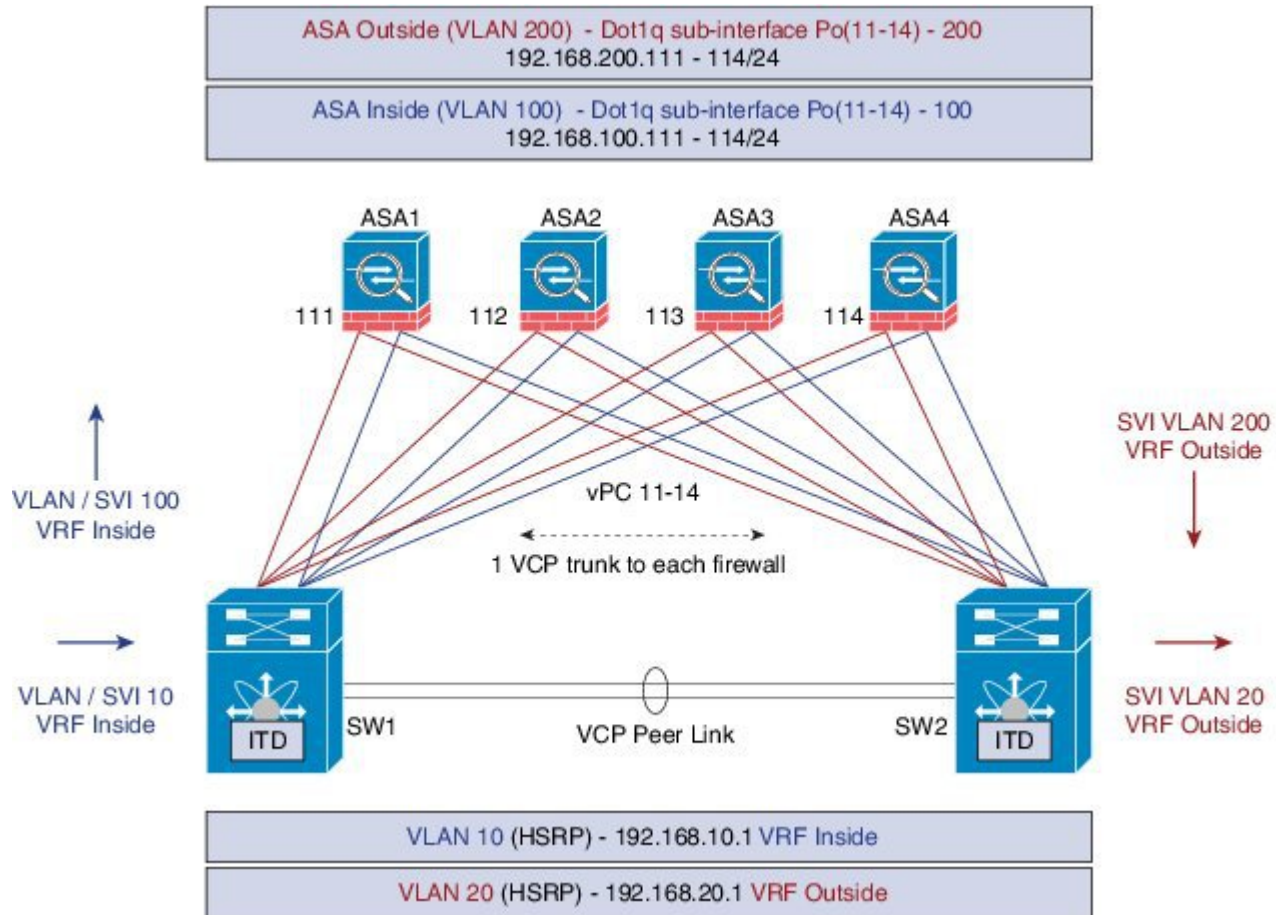 ASA Outside (VLAN 200) - Dot1q sub-interface Po(11-14) - 200
192.168.200.111 - 114/24
ASA Inside (VLAN 100) - Dot1q sub-interface Po(11-14) - 100
192.168.100.111 - 114/24
ASA1
ASA2
ASA3
ASA4
111
112
113
114
VLAN / SVI 100
VRF Inside
SVI VLAN 200
VRF Outside
vPC 11-14
1 VCP trunk to each firewall
VLAN / SVI 10
VRF Inside
ITD
SW1
VCP Peer Link
SW2
ITD
SVI VLAN 20
VRF Outside
VLAN 10 (HSRP) - 192.168.10.1 VRF Inside
VLAN 20 (HSRP) - 192.168.20.1 VRF Outside